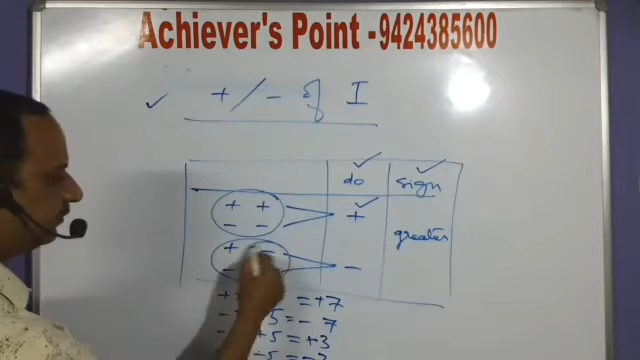 Achiever's Point -9424385600
✓ +/- of I
do ✓ sign ✓
+ +
- -
+ ✓
greater
+ -
-
-
= +7
5 = - 7
+5 = +3